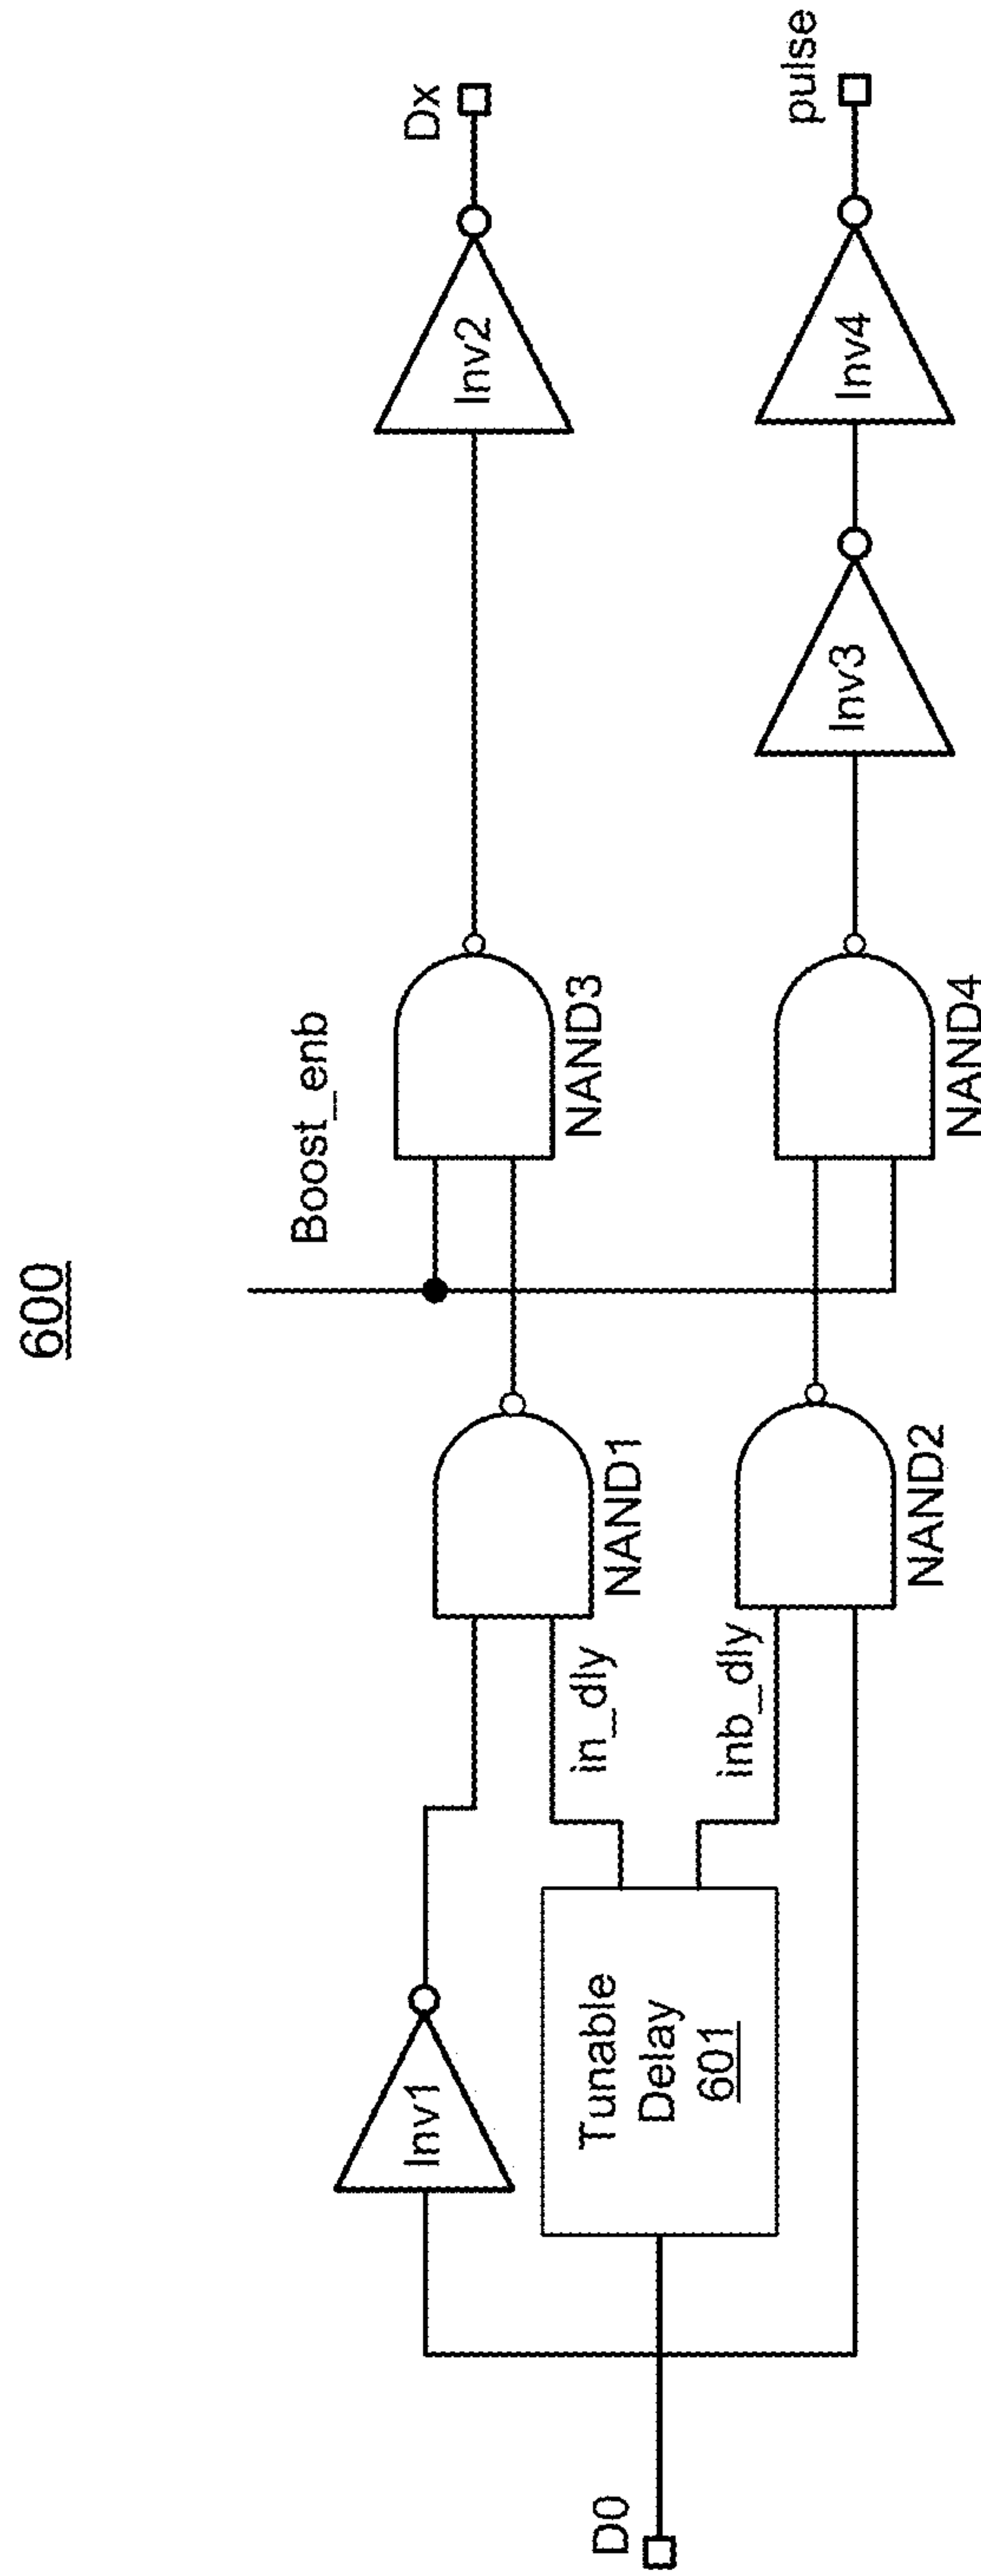 600
Boost_enb
Dx
Inv1
NAND1
NAND3
Inv2
D0
Tunable
Delay
601
in_dly
inb_dly
NAND2
NAND4
Inv3
Inv4
pulse